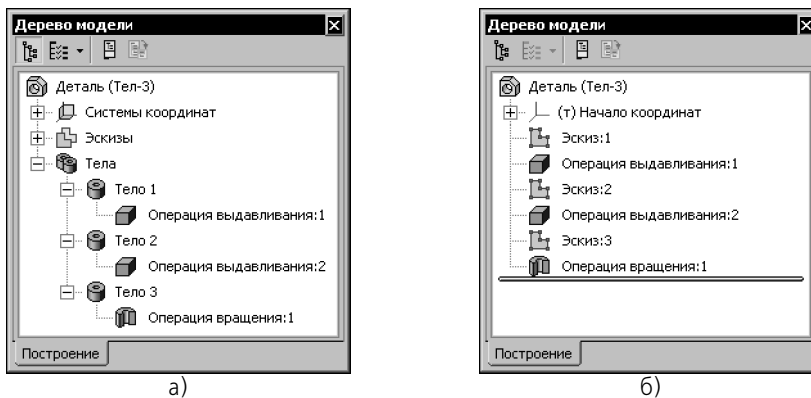 Дерево модели
Деталь (Тел-3)
Системы координат
Эскизы
Тела
Тело 1
Операция выдавливания:1
Тело 2
Операция выдавливания:2
Тело 3
Операция вращения:1
Построение
а)
Дерево модели
Деталь (Тел-3)
(т) Начало координат
Эскиз:1
Операция выдавливания:1
Эскиз:2
Операция выдавливания:2
Эскиз:3
Операция вращения:1
Построение
б)